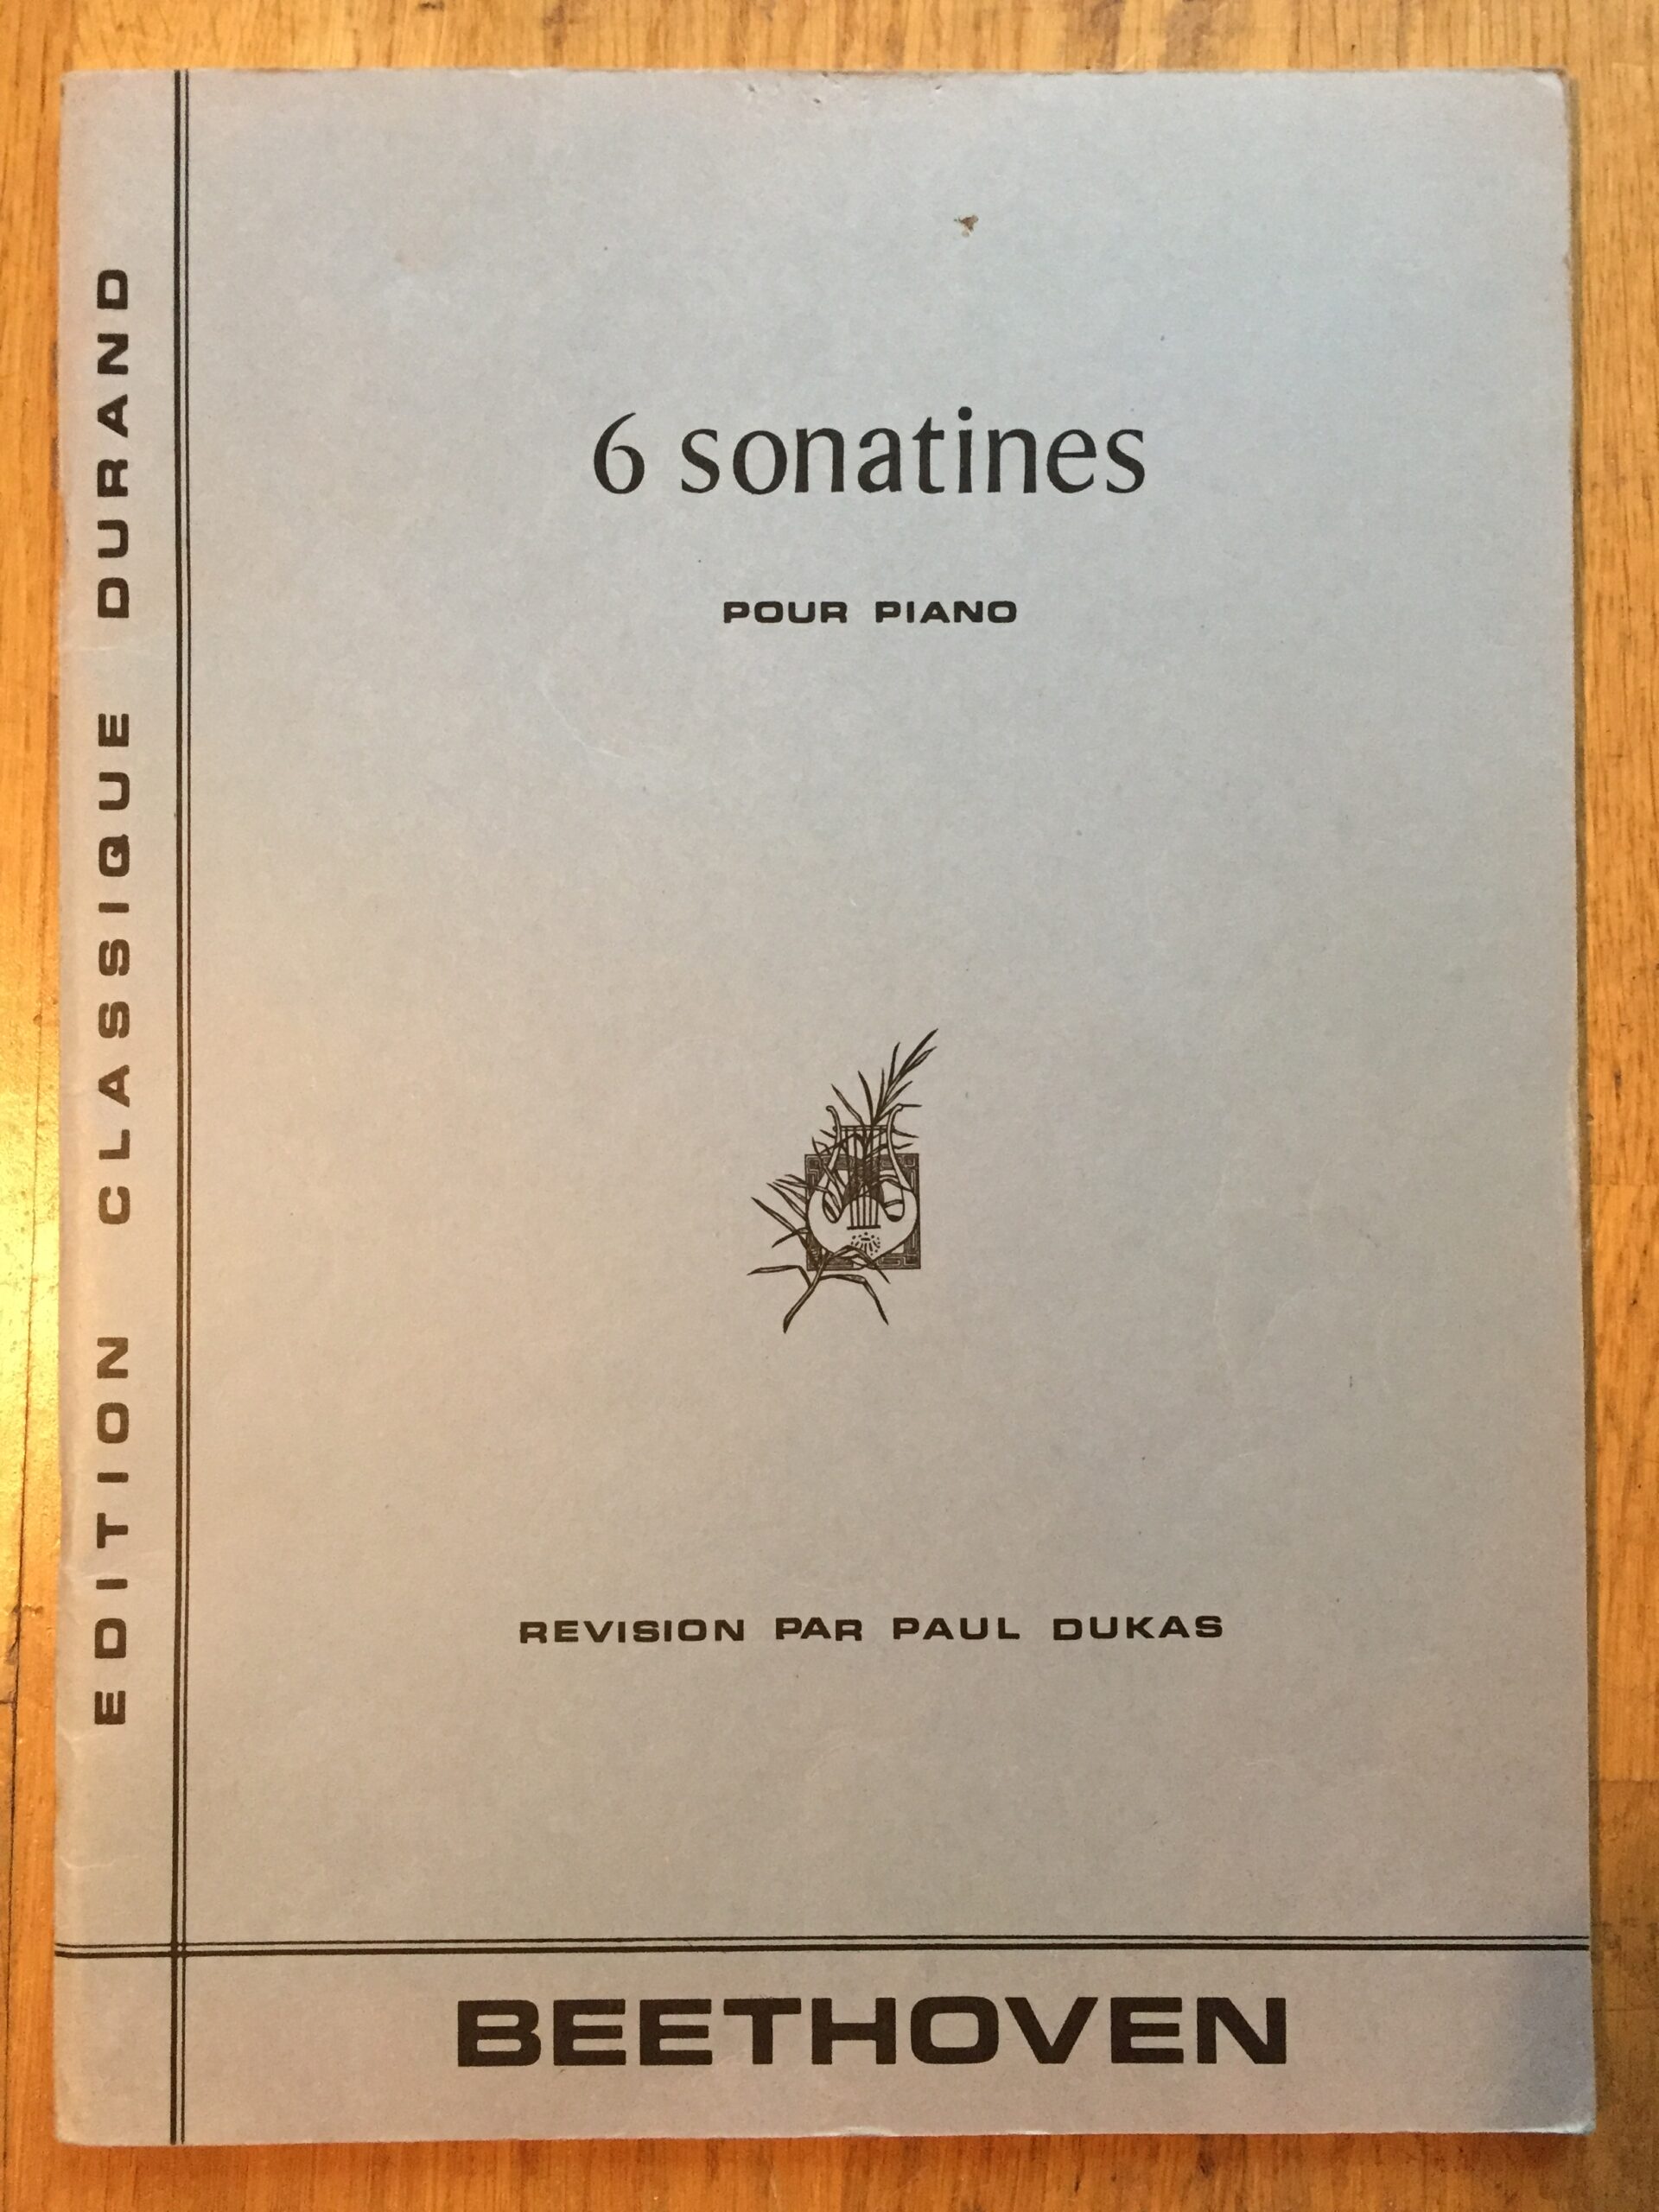 EDITION CLASSIQUE DURAND
6 sonatines
POUR PIANO
REVISION PAR PAUL DUKAS
BEETHOVEN